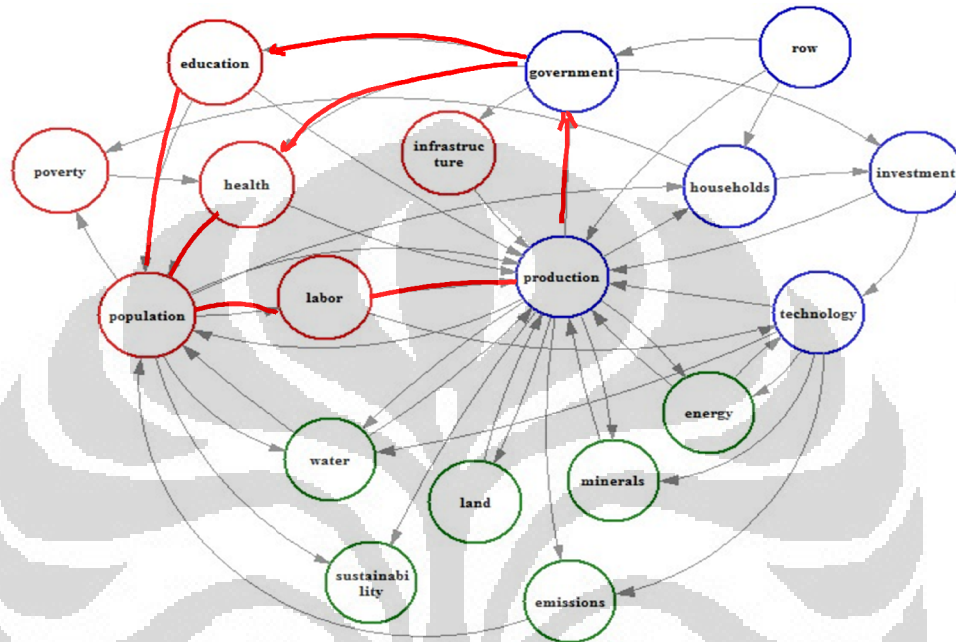 education
government
row
poverty
health
infrastruc
ture
households
investment
population
labor
production
technology
water
land
minerals
energy
sustainabi
lity
emissions